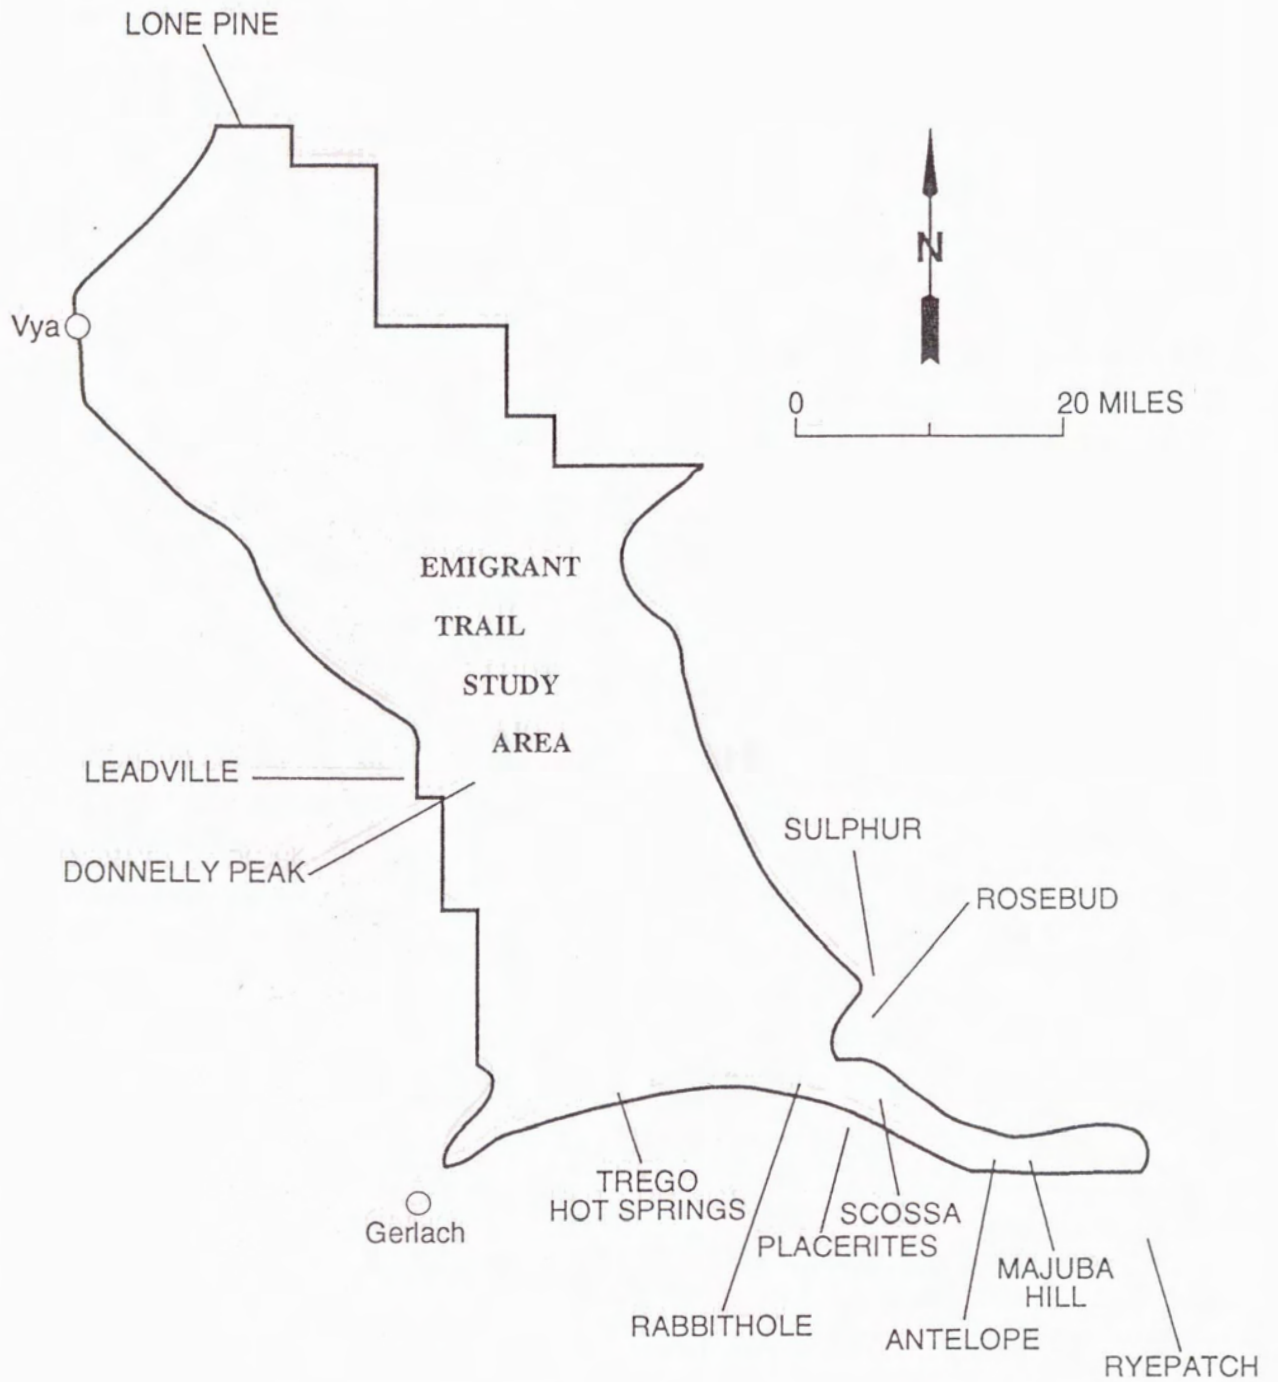 LONE PINE
N
Vya
0 20 MILES
EMIGRANT
TRAIL
STUDY
AREA
LEADVILLE
DONNELLY PEAK
SULPHUR
ROSEBUD
TREGO
HOT SPRINGS
SCOSSA
PLACERITES
Gerlach
MAJUBA
HILL
RABBITHOLE
ANTELOPE
RYEPATCH